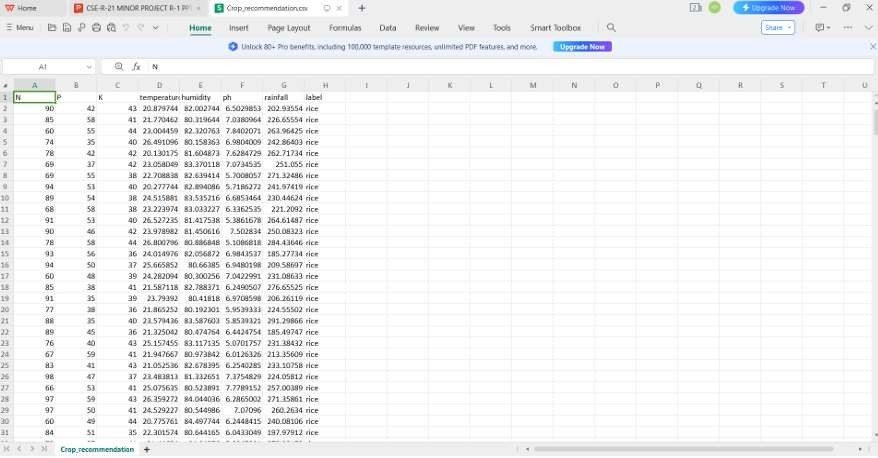 Home
CSE-R-21 MINOR PROJECT R-1 PPT
Crop_recommendation.csv
Upgrade Now
Menu Home Insert Page Layout Formulas Data Review View Tools Smart Toolbox Share
Unlock 80+ Pro benefits, including 100,000 template resources, unlimited PDF features, and more. Upgrade Now
A1 fx N
A B C D E F G H I J K L M N O P Q R S T U
1 N P K temperature humidity ph rainfall label
2 90 42 43 20.879744 82.002744 6.5029853 202.93554 rice
3 85 58 41 21.770462 80.319644 7.0380964 226.65554 rice
4 60 55 44 23.004459 82.320763 7.8402071 263.96425 rice
5 74 35 40 26.491096 80.158363 6.9804009 242.86403 rice
6 78 42 42 20.130175 81.604873 7.6284729 262.71734 rice
7 69 37 42 23.058049 83.370118 7.0734535 251.055 rice
8 69 55 38 22.708838 82.639414 5.7008057 271.32486 rice
9 94 53 40 20.277744 82.894086 5.7186272 241.97419 rice
10 89 54 38 24.515881 83.535216 6.6853464 230.44624 rice
11 68 58 38 23.223974 83.033227 6.3362535 221.2092 rice
12 91 53 40 26.527235 81.417538 5.3861678 264.61487 rice
13 90 46 42 23.978982 81.450616 7.502834 250.08323 rice
14 78 58 44 26.800796 80.886848 5.1086818 284.43646 rice
15 93 56 36 24.014976 82.056872 6.9843537 185.27734 rice
16 94 50 37 25.665852 80.66385 6.9480198 209.58697 rice
17 60 48 39 24.282094 80.300256 7.0422991 231.08633 rice
18 85 38 41 21.587118 82.788371 6.2490507 276.65525 rice
19 91 35 39 23.79392 80.41818 6.9708598 206.26119 rice
20 77 38 36 21.865252 80.192301 5.9539333 224.55502 rice
21 88 35 40 23.579436 83.587603 5.8539321 291.29866 rice
22 89 45 36 21.325042 80.474764 6.4424754 185.49747 rice
23 76 40 43 25.157455 83.117135 5.0701757 231.38432 rice
24 67 59 41 21.947667 80.973842 6.0126326 213.35609 rice
25 83 41 43 21.052536 82.678395 6.2540285 233.10758 rice
26 98 47 37 23.483813 81.332651 7.3754829 224.05812 rice
27 66 53 41 25.075635 80.523891 7.7789152 257.00389 rice
28 97 59 43 26.359272 84.044036 6.2865002 271.35861 rice
29 97 50 41 24.529227 80.544986 7.07096 260.2634 rice
30 60 49 44 20.775761 84.497744 6.2448415 240.08106 rice
31 84 51 35 22.301574 80.644165 6.0433049 197.97912 rice
Crop_recommendation